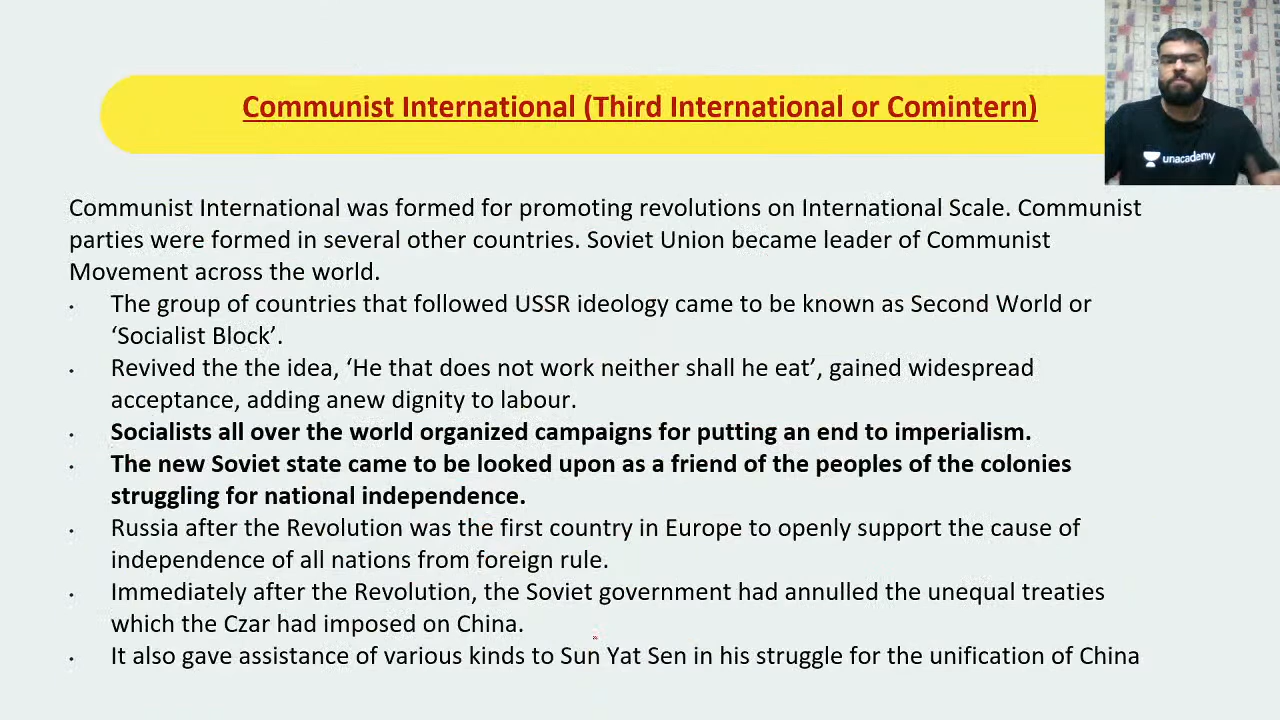 Communist International (Third International or Comintern)
unacademy
Communist International was formed for promoting revolutions on International Scale. Communist
parties were formed in several other countries. Soviet Union became leader of Communist
Movement across the world.
• The group of countries that followed USSR ideology came to be known as Second World or
‘Socialist Block’.
• Revived the the idea, ‘He that does not work neither shall he eat’, gained widespread
acceptance, adding anew dignity to labour.
• Socialists all over the world organized campaigns for putting an end to imperialism.
• The new Soviet state came to be looked upon as a friend of the peoples of the colonies
struggling for national independence.
• Russia after the Revolution was the first country in Europe to openly support the cause of
independence of all nations from foreign rule.
• Immediately after the Revolution, the Soviet government had annulled the unequal treaties
which the Czar had imposed on China.
• It also gave assistance of various kinds to Sun Yat Sen in his struggle for the unification of China